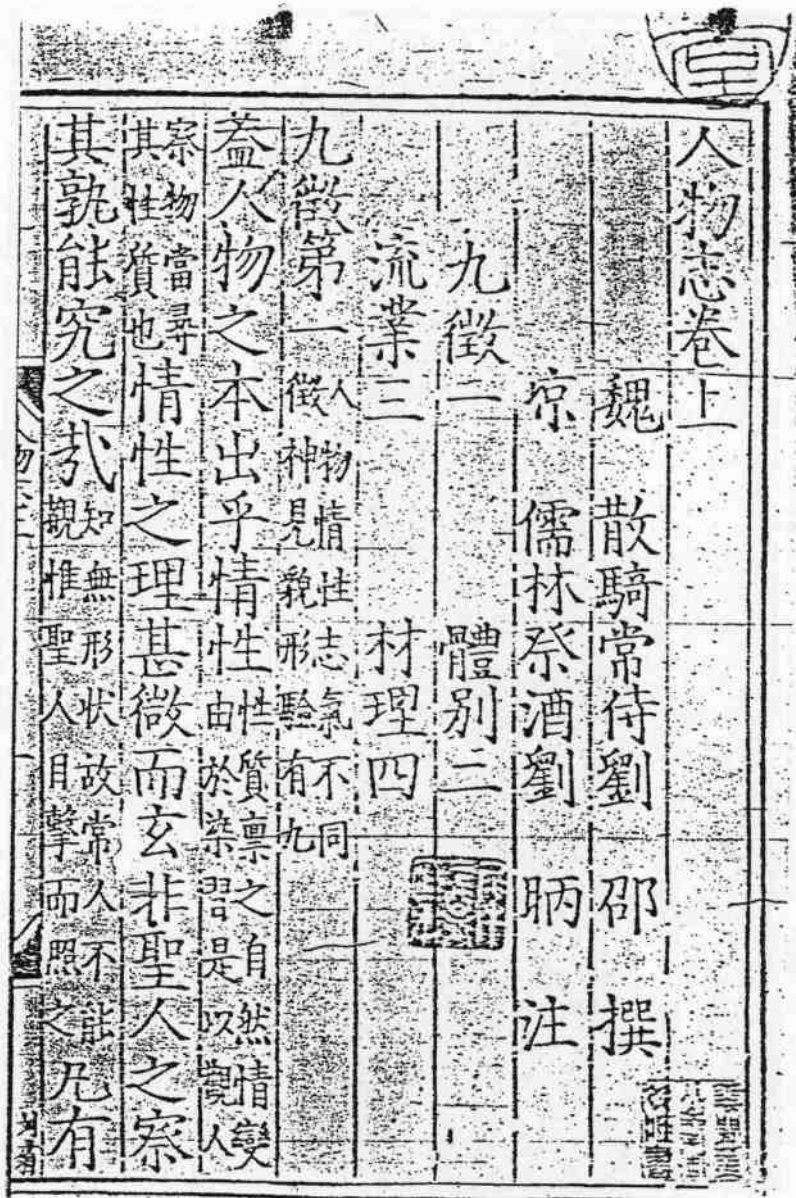 人物志卷上
魏　散騎常侍劉　邵　撰
涼　儒林祭酒劉　昞　注
九徵一　體別二
流業三　材理四
九徵第一 人物情性志氣不同
徵神見貌形驗有九
蓋人物之本出乎情性 性質禀之自然情變
由於染習是以觀人
察物當尋
其性質也 情性之理甚微而玄非聖人之察
其孰能究之哉 知無形狀故常人不能
觀惟聖人目擊而照之 凡有